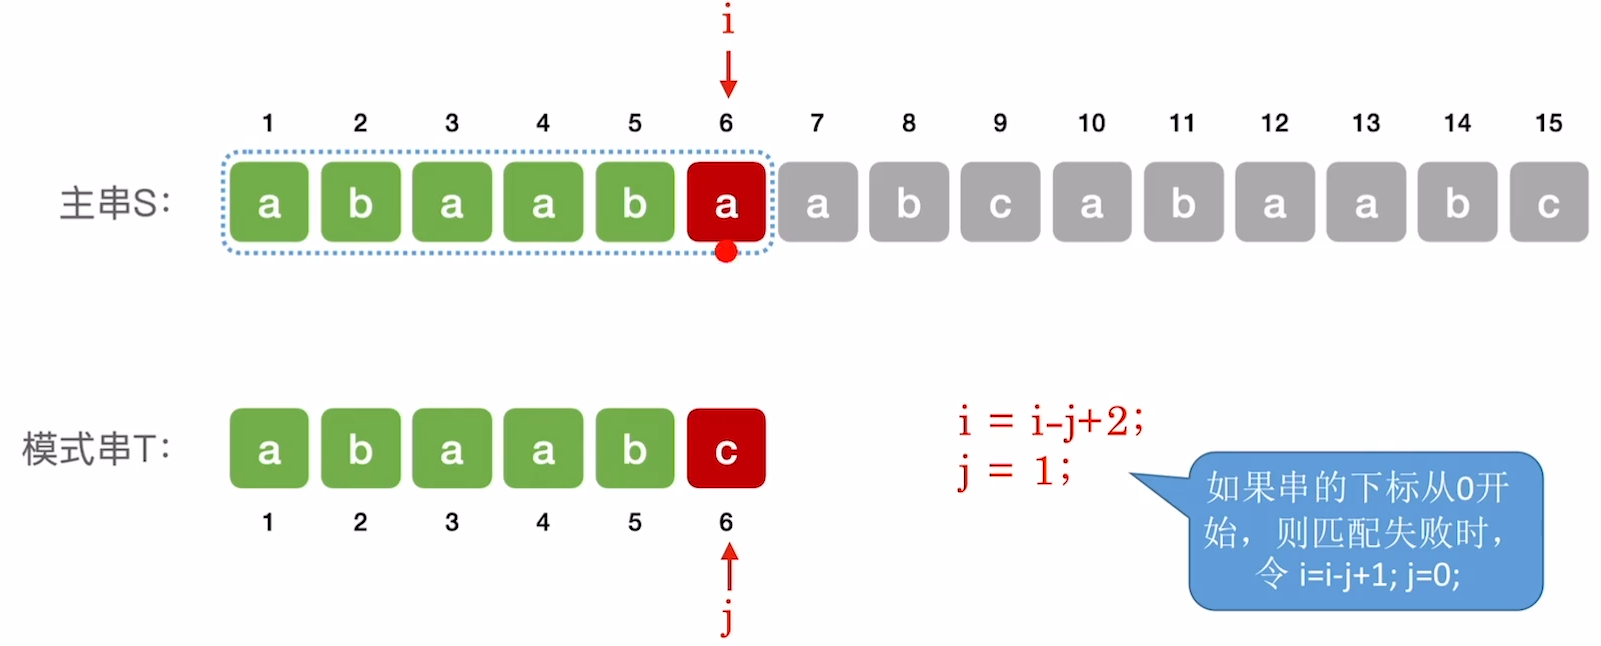 i
1 2 3 4 5 6 7 8 9 10 11 12 13 14 15
主串S: a b a a b a a b c a b a a b c
模式串T: a b a a b c
1 2 3 4 5 6
j
i = i-j+2;
j = 1;
如果串的下标从0开
始，则匹配失败时，
令 i=i-j+1; j=0;